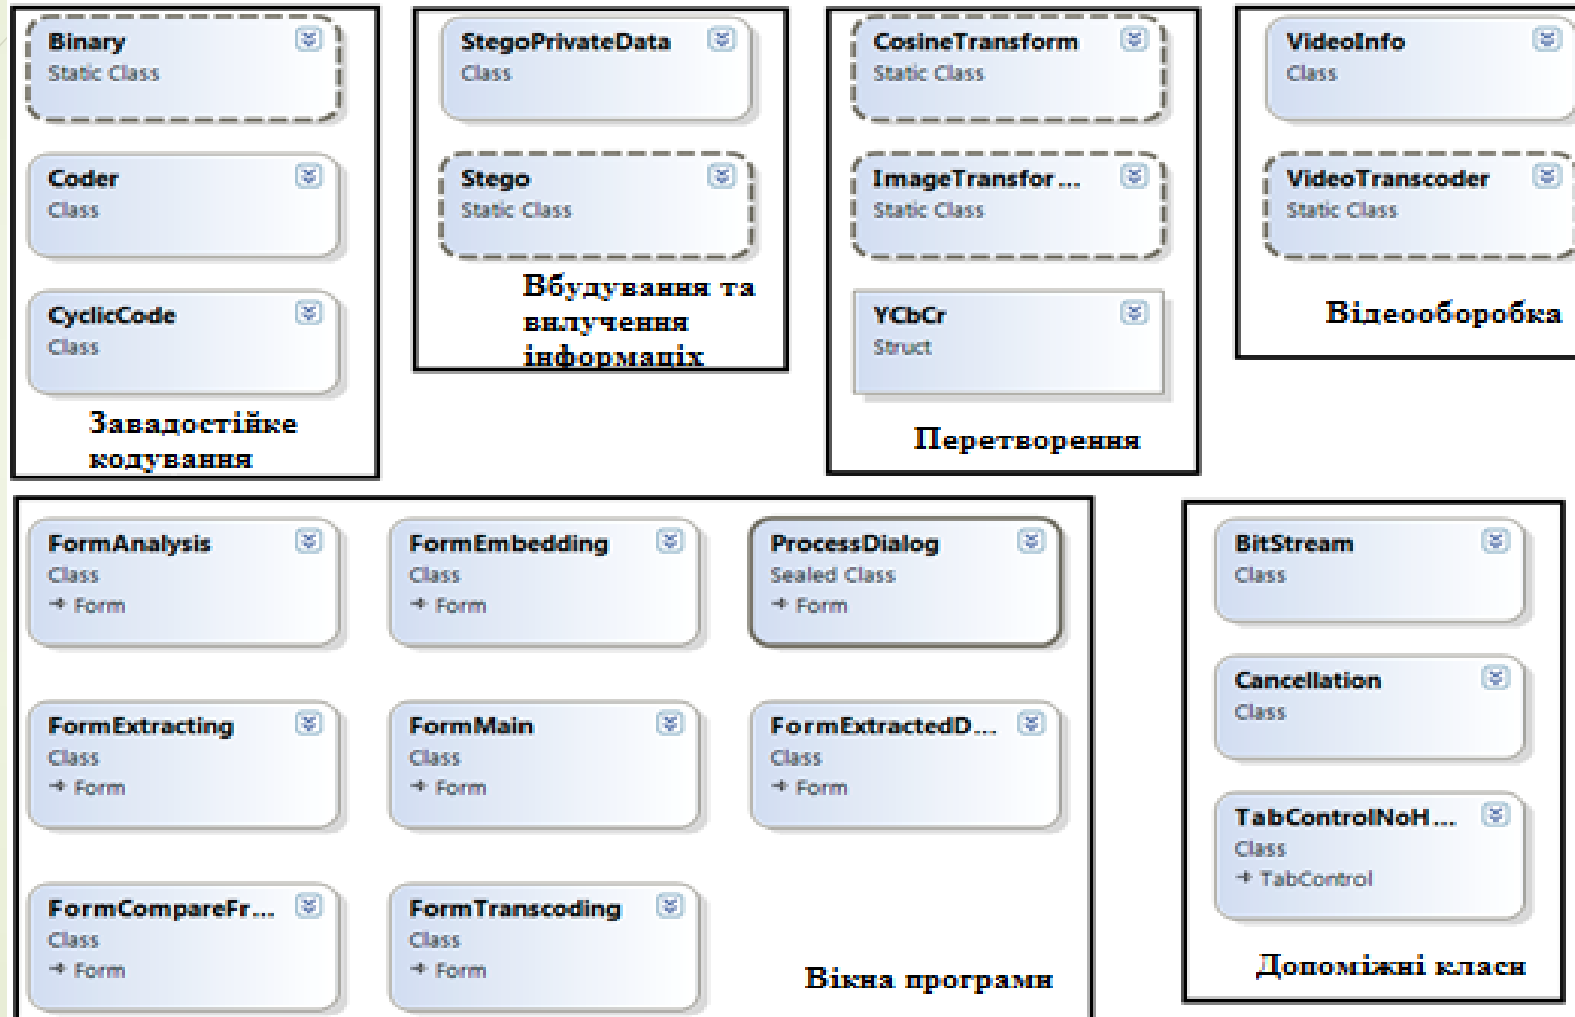 Binary
Static Class
Coder
Class
CyclicCode
Class
Завадостійке
кодування
StegoPrivateData
Class
Stego
Static Class
Вбудування та
вилучення
інформаціх
CosineTransform
Static Class
ImageTransfor...
Static Class
YCbCr
Struct
Перетворення
VideoInfo
Class
VideoTranscoder
Static Class
Відеооборобка
FormAnalysis
Class
→ Form
FormEmbedding
Class
→ Form
ProcessDialog
Sealed Class
→ Form
FormExtracting
Class
→ Form
FormMain
Class
→ Form
FormExtractedD...
Class
→ Form
FormCompareFr...
Class
→ Form
FormTranscoding
Class
→ Form
Вікна програми
BitStream
Class
Cancellation
Class
TabControlNoH...
Class
→ TabControl
Допоміжні класи